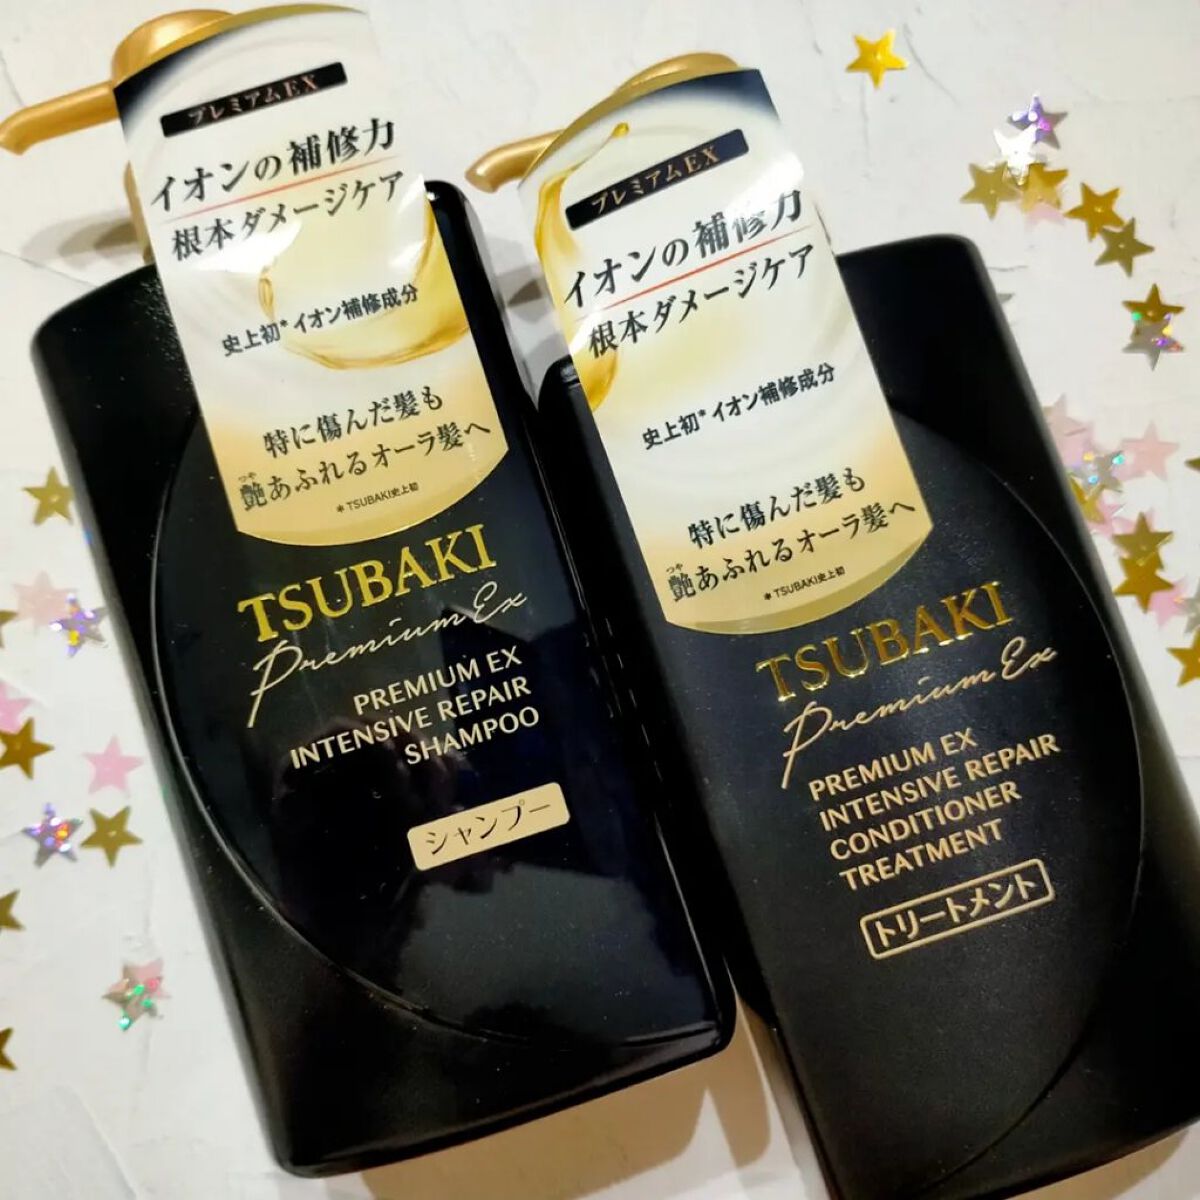 プレミアムEX
イオンの補修力
根本ダメージケア
史上初*イオン補修成分
特に傷んだ髪も
つや
艶あふれるオーラ髪へ
*TSUBAKI史上初
TSUBAKI
Premium Ex
PREMIUM EX
INTENSIVE REPAIR
SHAMPOO
シャンプー
プレミアムEX
イオンの補修力
根本ダメージケア
史上初*イオン補修成分
特に傷んだ髪も
つや
艶あふれるオーラ髪へ
*TSUBAKI史上初
TSUBAKI
Premium Ex
PREMIUM EX
INTENSIVE REPAIR
CONDITIONER
TREATMENT
トリートメント